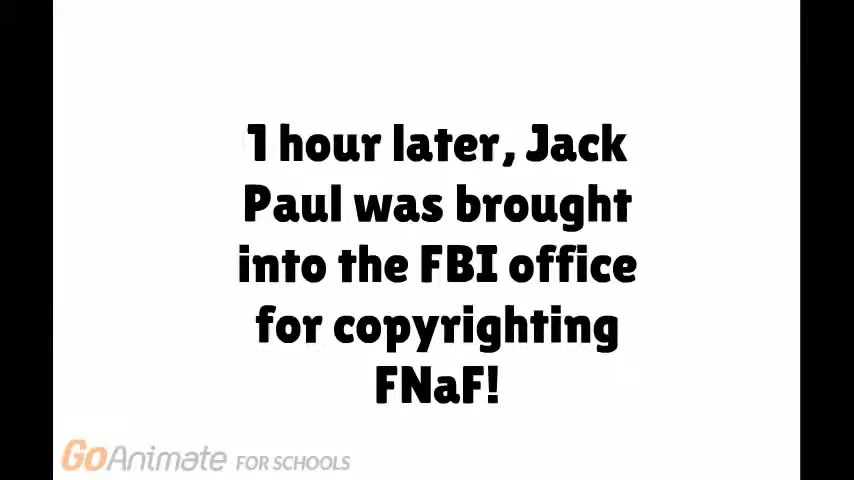 1 hour later, Jack
Paul was brought
into the FBI office
for copyrighting
FNaF!
GoAnimate FOR SCHOOLS